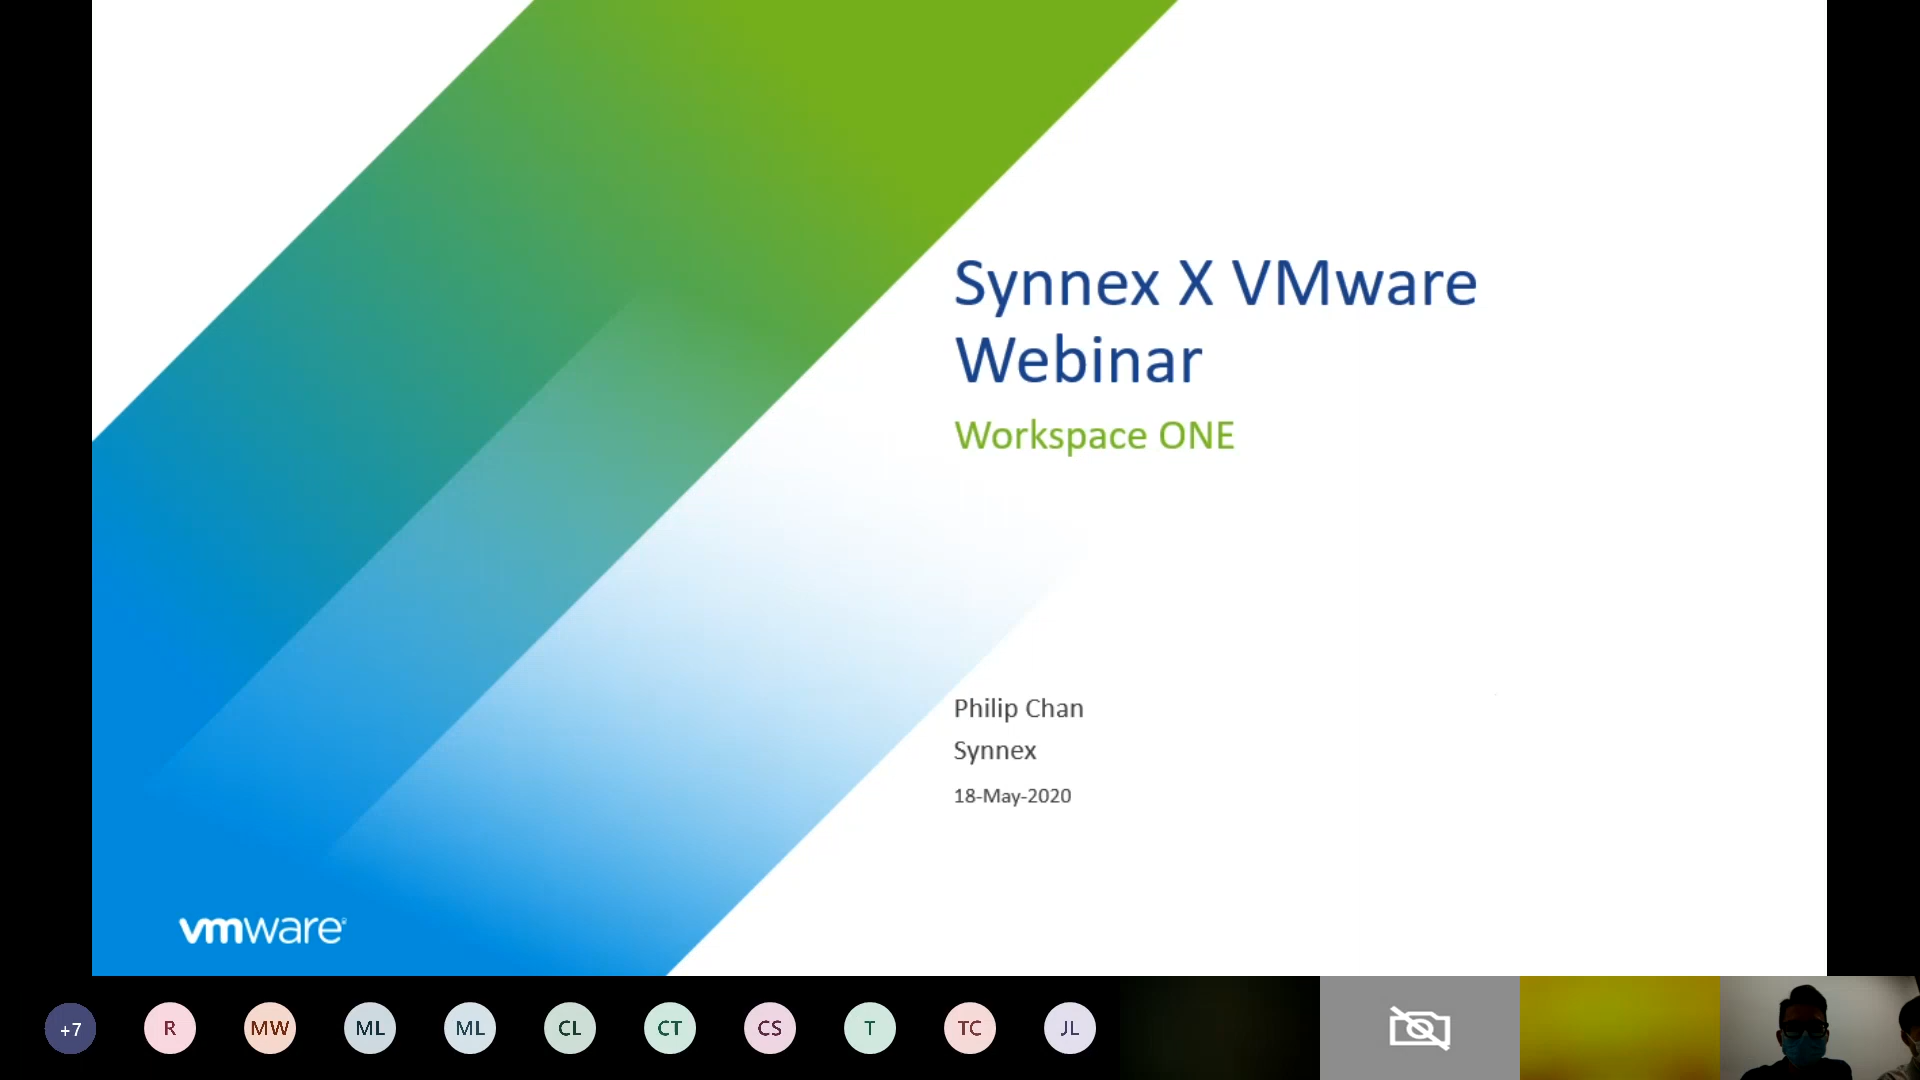 Synnex X VMware
Webinar
Workspace ONE
Philip Chan
Synnex
18-May-2020
vmware
+7
R
MW
ML
ML
CL
CT
CS
T
TC
JL